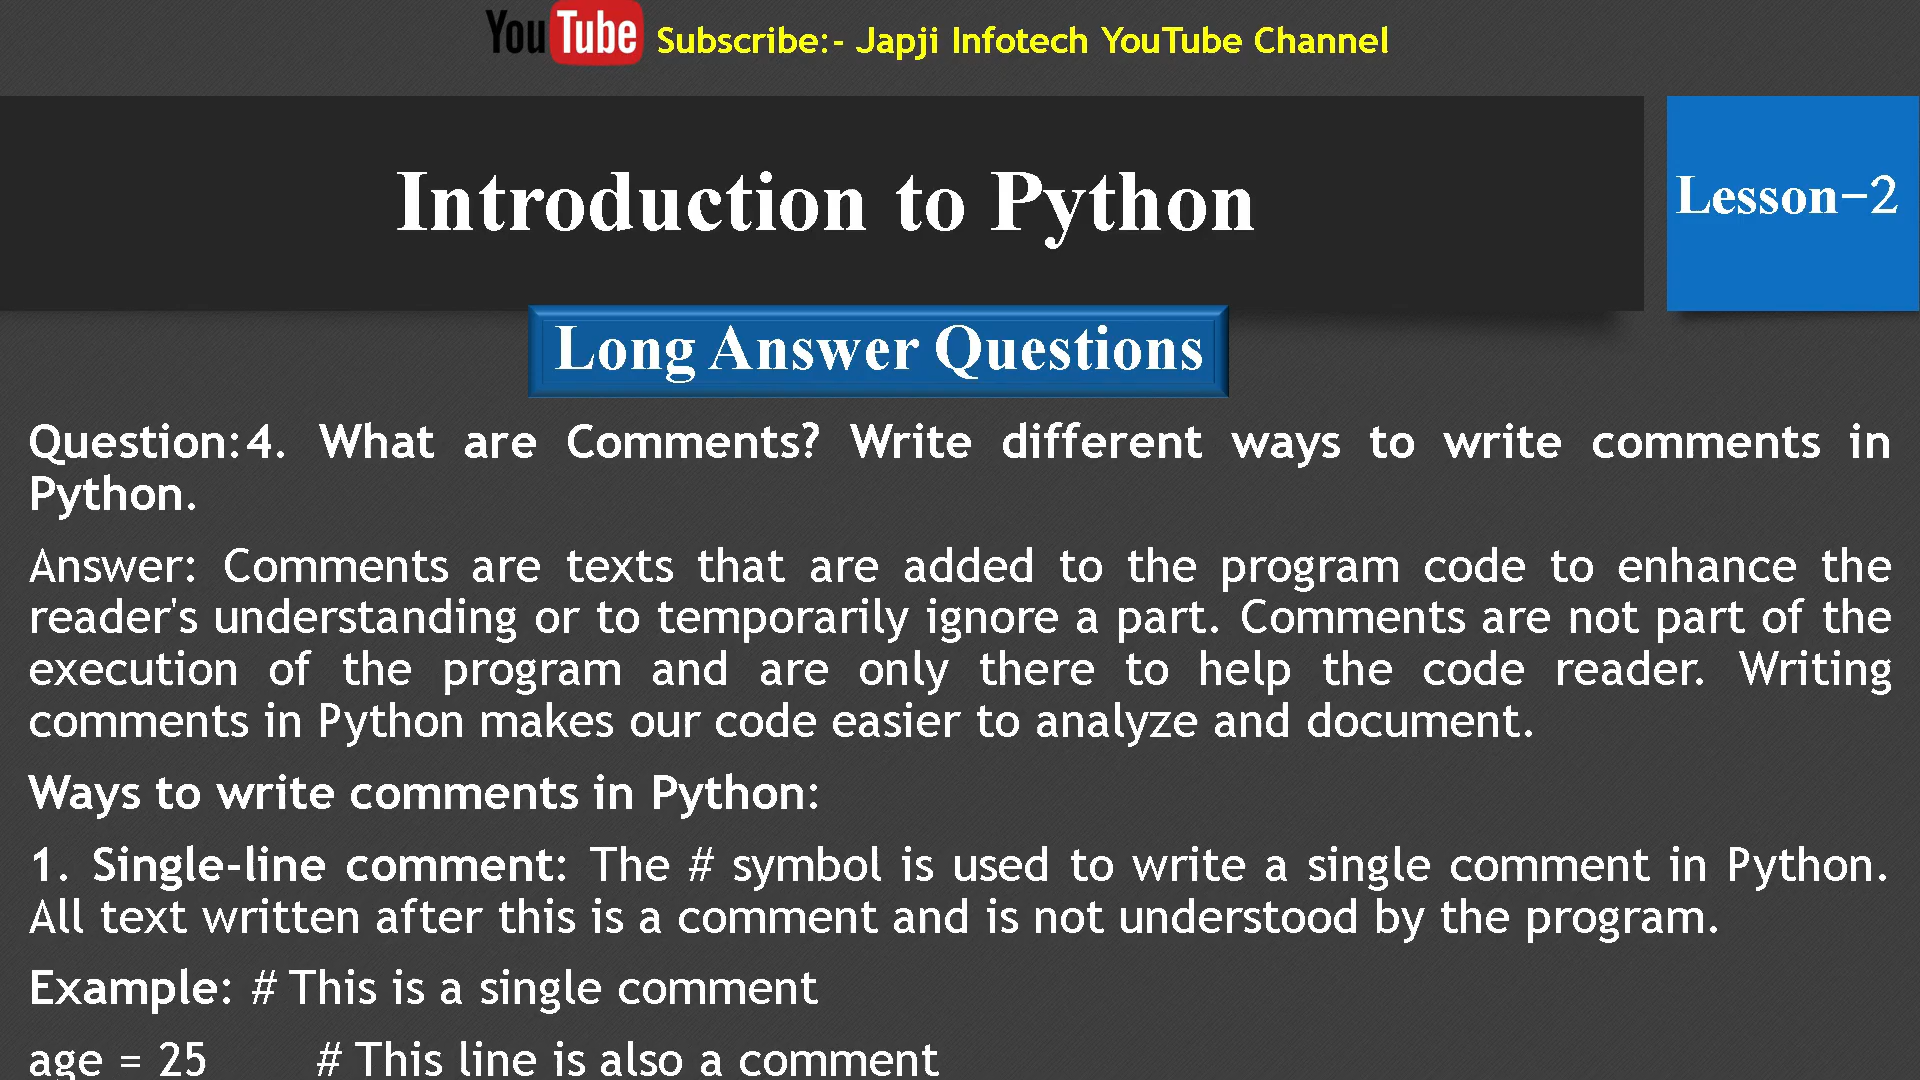 YouTube Subscribe:- Japji Infotech YouTube Channel
Introduction to Python
Lesson-2
Long Answer Questions
Question:4. What are Comments? Write different ways to write comments in
Python.
Answer: Comments are texts that are added to the program code to enhance the
reader's understanding or to temporarily ignore a part. Comments are not part of the
execution of the program and are only there to help the code reader. Writing
comments in Python makes our code easier to analyze and document.
Ways to write comments in Python:
1. Single-line comment: The # symbol is used to write a single comment in Python.
All text written after this is a comment and is not understood by the program.
Example: # This is a single comment
age = 25 # This line is also a comment